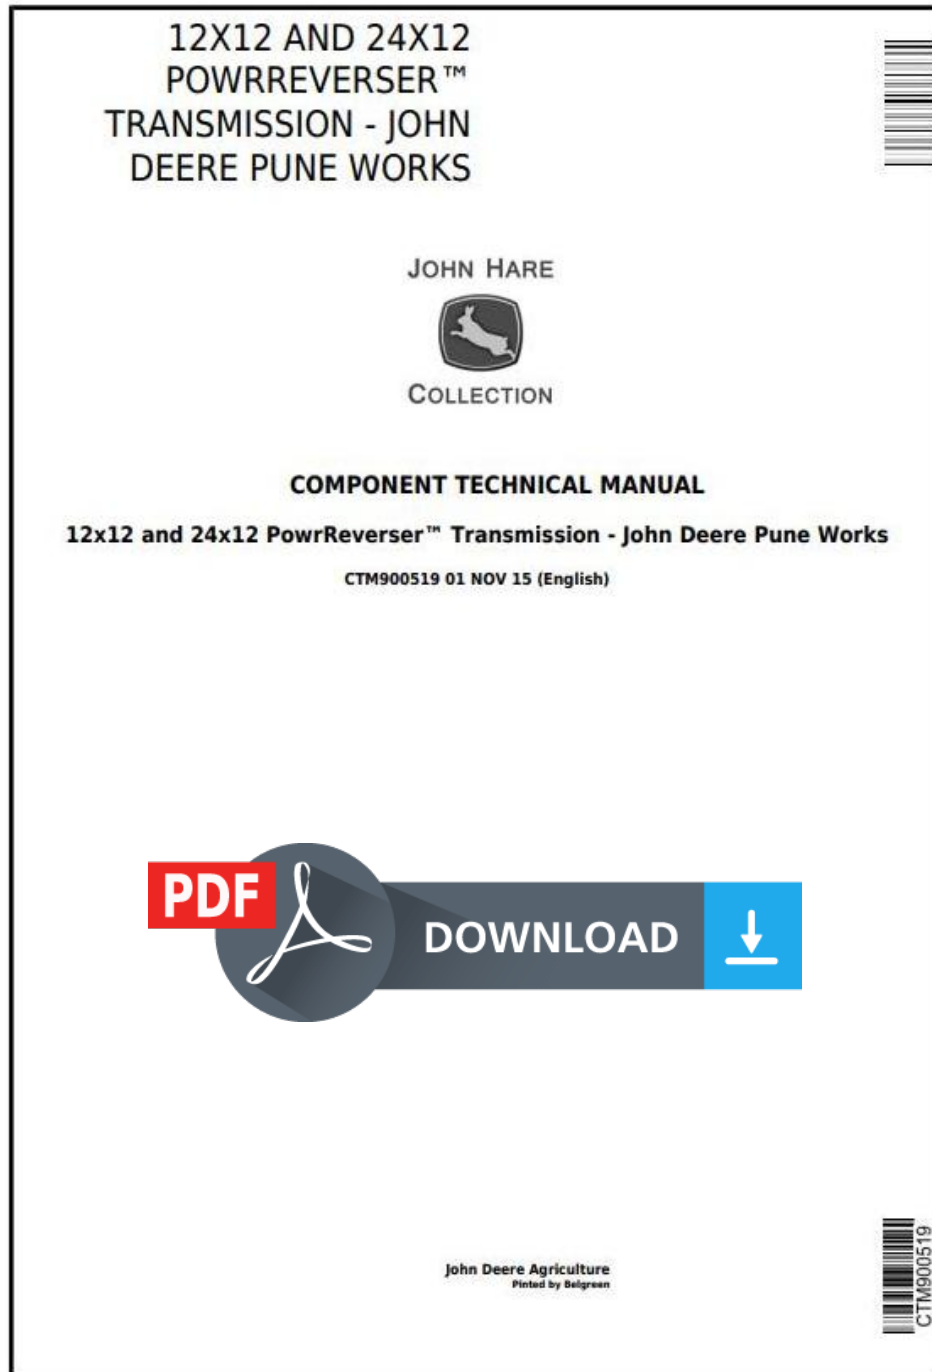 12X12 AND 24X12
POWRREVERSER™
TRANSMISSION - JOHN
DEERE PUNE WORKS
JOHN HARE
COLLECTION
COMPONENT TECHNICAL MANUAL
12x12 and 24x12 PowrReverser™ Transmission - John Deere Pune Works
CTM900519 01 NOV 15 (English)
PDF
DOWNLOAD
John Deere Agriculture
Pinted by Belgreen
CTM900519